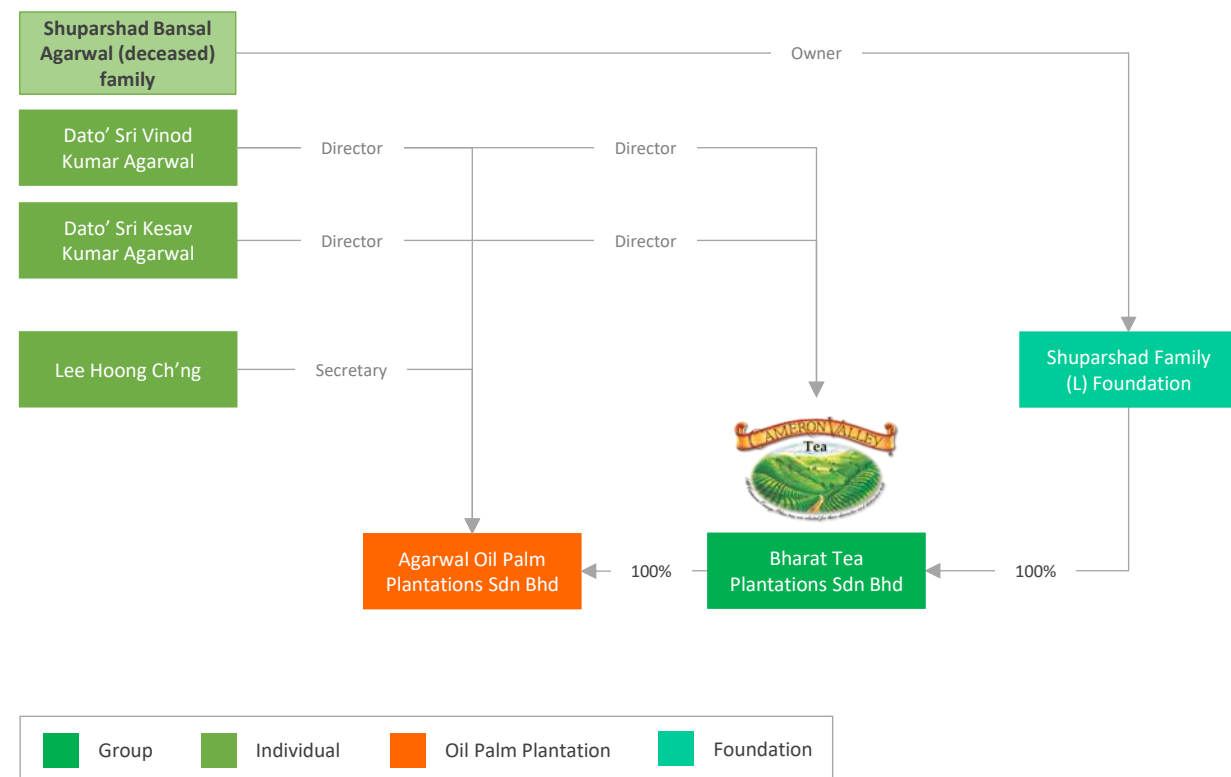 Shuparshad Bansal
Agarwal (deceased)
family
Owner
Dato’ Sri Vinod
Kumar Agarwal
Director
Director
Dato’ Sri Kesav
Kumar Agarwal
Director
Director
Lee Hoong Ch’ng
Secretary
Shuparshad Family
(L) Foundation
CAMERON VALLEY
Tea
Agarwal Oil Palm
Plantations Sdn Bhd
100%
Bharat Tea
Plantations Sdn Bhd
100%
Group
Individual
Oil Palm Plantation
Foundation